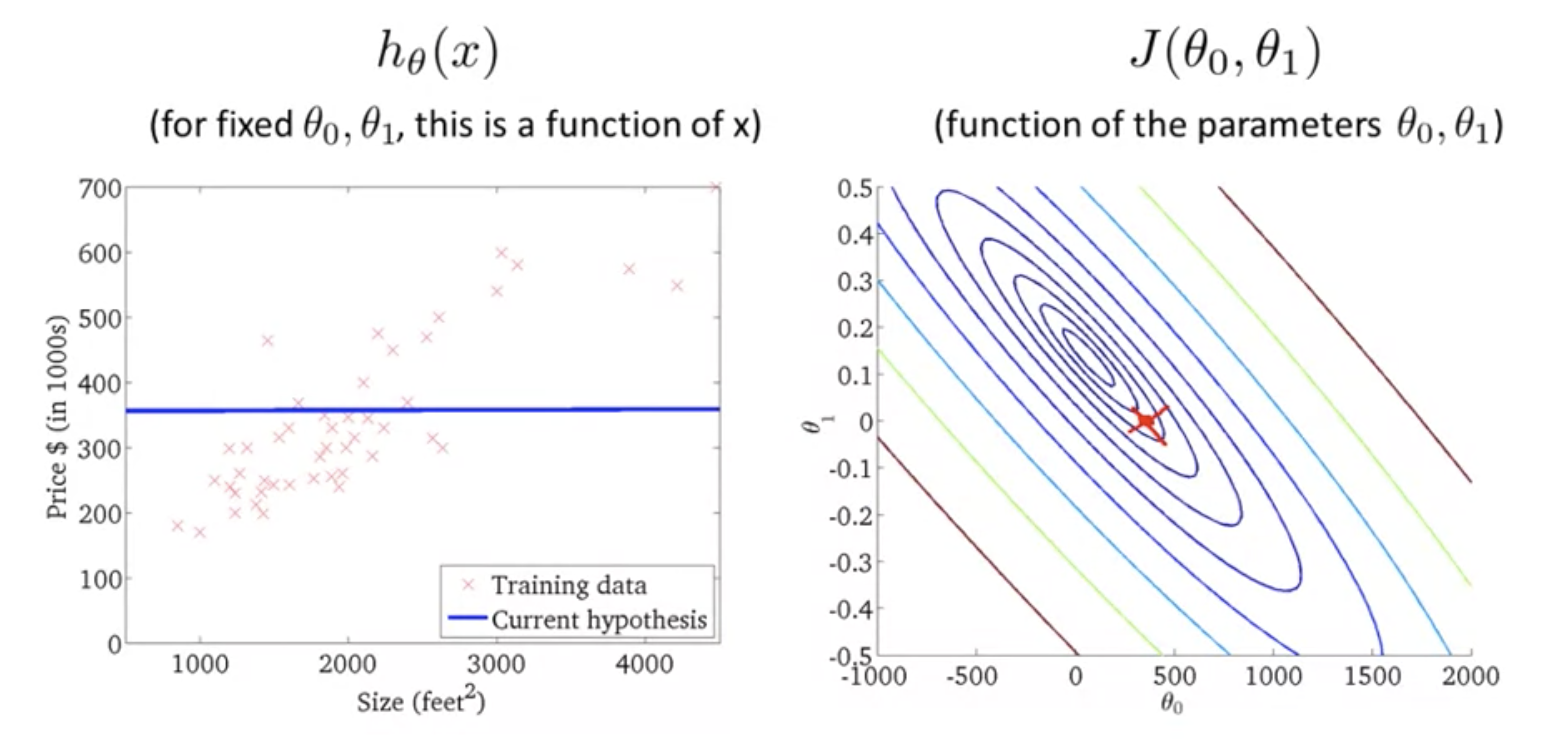 h_θ(x)
(for fixed θ₀, θ₁, this is a function of x)
700
600
500
400
300
200
100
0
Price $ (in 1000s)
1000 2000 3000 4000
Size (feet²)
Training data
Current hypothesis
J(θ₀, θ₁)
(function of the parameters θ₀, θ₁)
0.5
0.4
0.3
0.2
0.1
0
-0.1
-0.2
-0.3
-0.4
-0.5
θ₁
-1000 -500 0 500 1000 1500 2000
θ₀